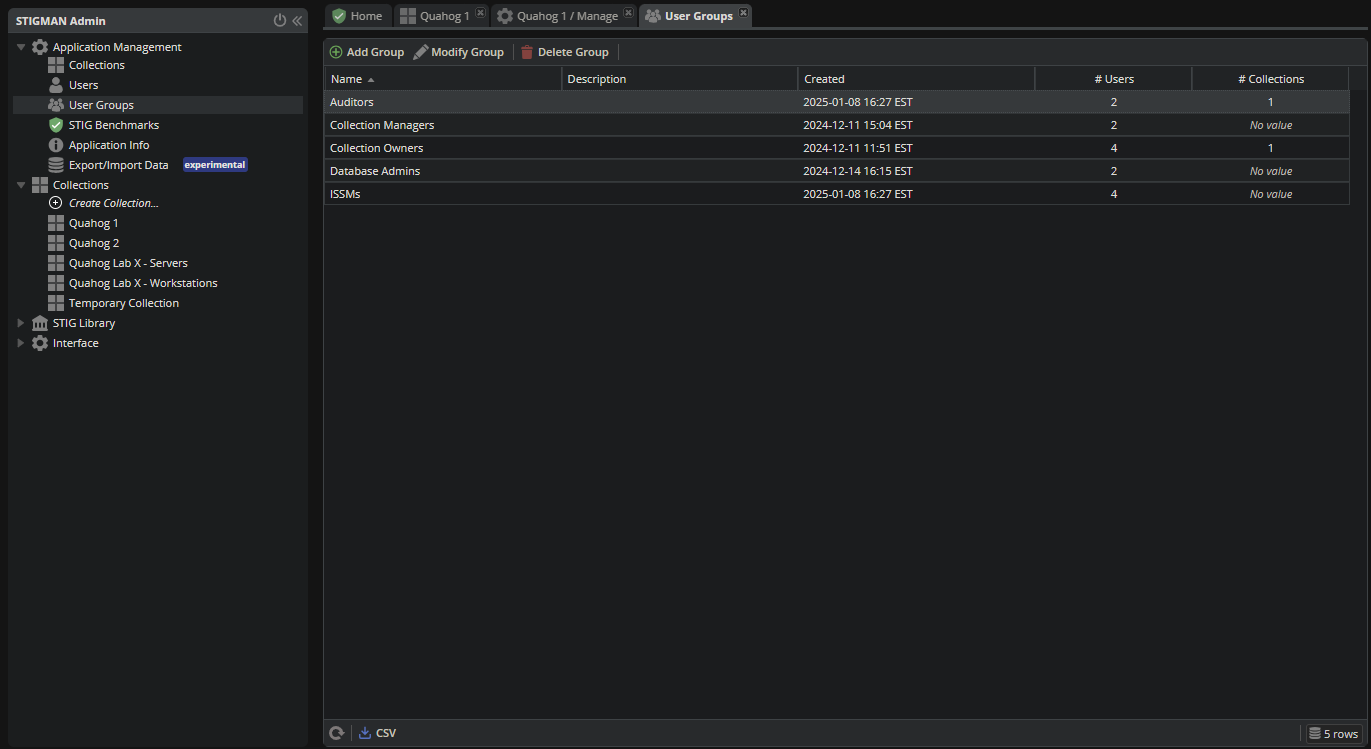 STIGMAN Admin
Application Management
Collections
Users
User Groups
STIG Benchmarks
Application Info
Export/Import Data experimental
Collections
Create Collection...
Quahog 1
Quahog 2
Quahog Lab X - Servers
Quahog Lab X - Workstations
Temporary Collection
STIG Library
Interface
Home Quahog 1 Quahog 1 / Manage User Groups
Add Group Modify Group Delete Group
Name Description Created # Users # Collections
Auditors 2025-01-08 16:27 EST 2 1
Collection Managers 2024-12-11 15:04 EST 2 No value
Collection Owners 2024-12-11 11:51 EST 4 1
Database Admins 2024-12-14 16:15 EST 2 No value
ISSMs 2025-01-08 16:27 EST 4 No value
CSV 5 rows